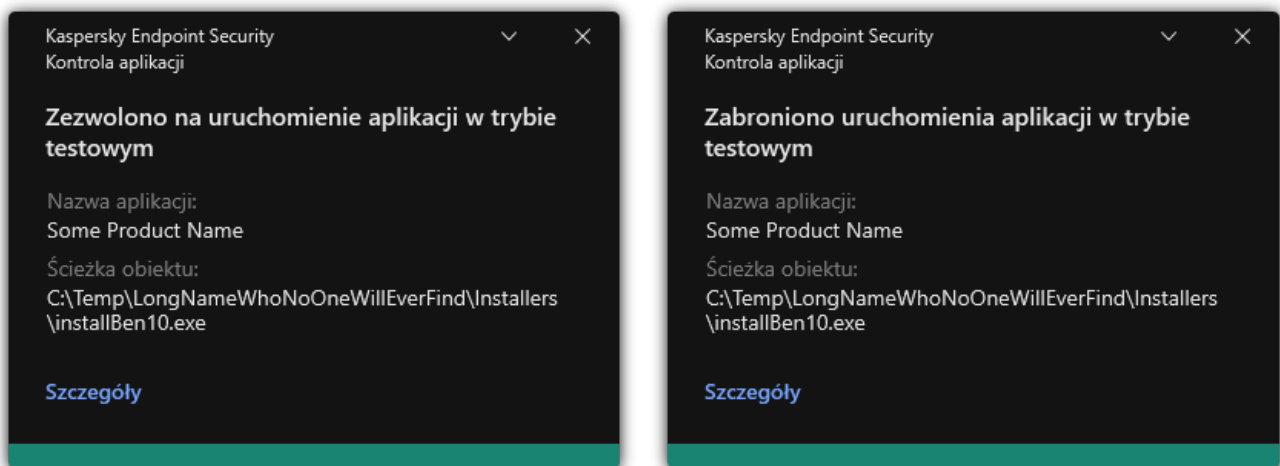 Kaspersky Endpoint Security
Kontrola aplikacji
Zezwolono na uruchomienie aplikacji w trybie
testowym
Nazwa aplikacji:
Some Product Name
Ścieżka obiektu:
C:\Temp\LongNameWhoNoOneWillEverFind\Installers
\installBen10.exe
Szczegóły
Kaspersky Endpoint Security
Kontrola aplikacji
Zabroniono uruchomienia aplikacji w trybie
testowym
Nazwa aplikacji:
Some Product Name
Ścieżka obiektu:
C:\Temp\LongNameWhoNoOneWillEverFind\Installers
\installBen10.exe
Szczegóły